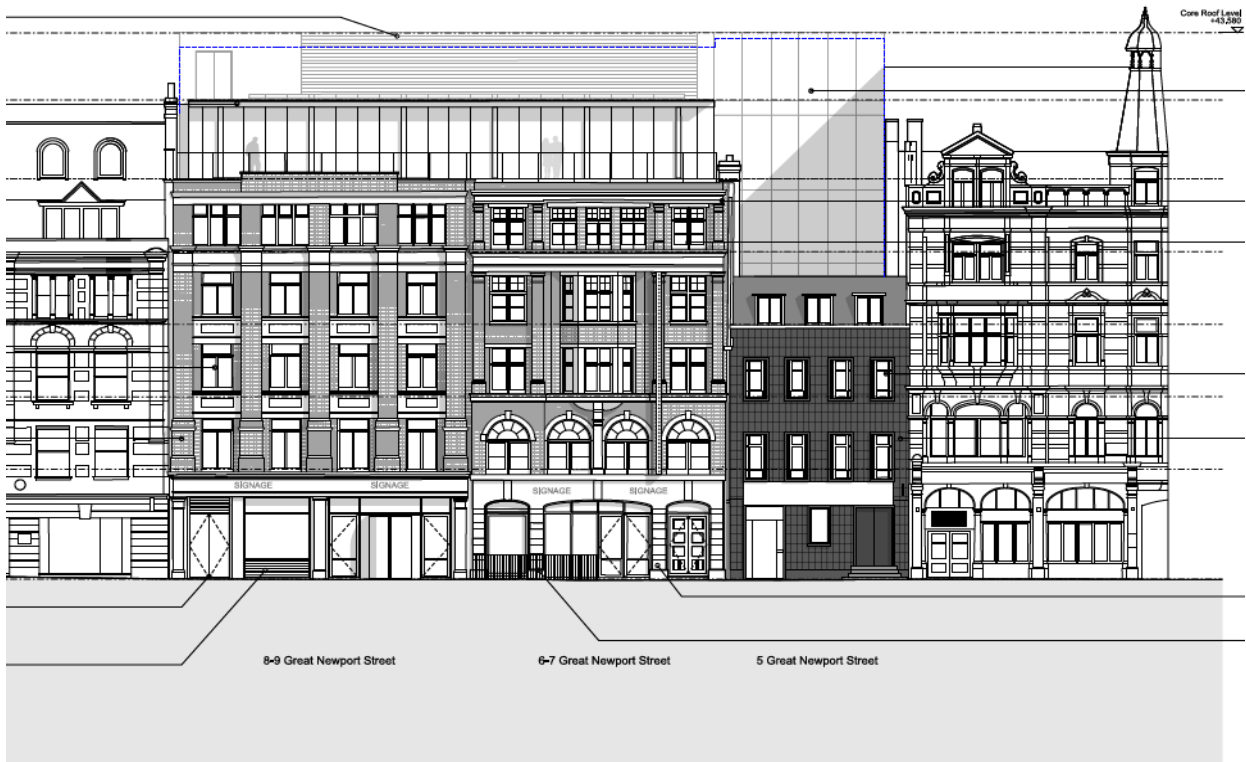 Core Roof Level
+43,580
SIGNAGE
SIGNAGE
SIGNAGE
SIGNAGE
8-9 Great Newport Street
6-7 Great Newport Street
5 Great Newport Street